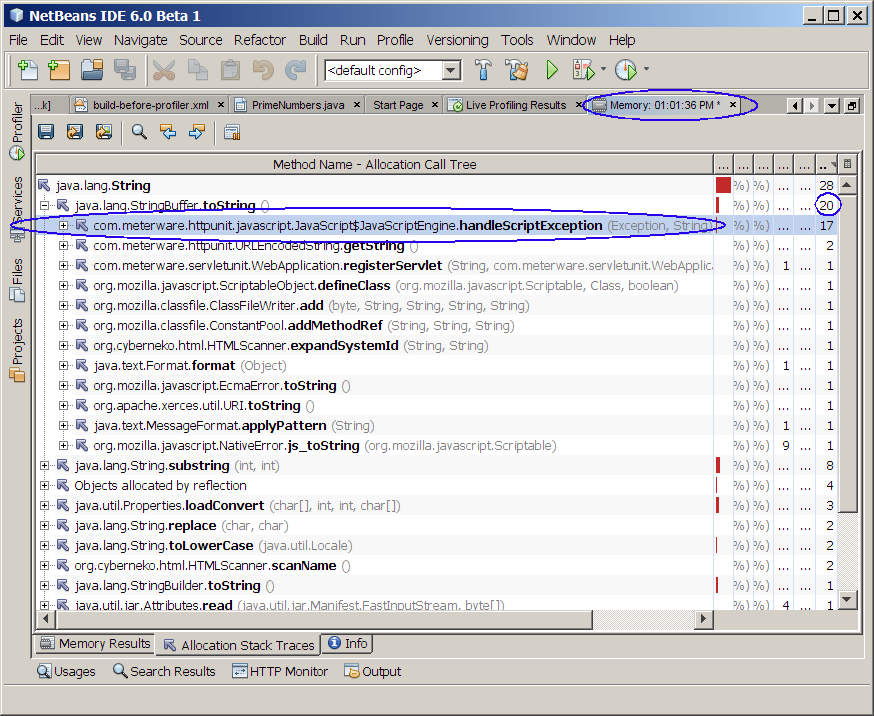 NetBeans IDE 6.0 Beta 1
File Edit View Navigate Source Refactor Build Run Profile Versioning Tools Window Help
<default config>
...k] build-before-profiler.xml × PrimeNumbers.java × Start Page × Live Profiling Results × Memory: 01:01:36 PM * ×
Profiler
Services
Files
Projects
Method Name - Allocation Call Tree ... ... ... ... ... ..
java.lang.String %) %) ... ... 28
java.lang.StringBuffer.toString () %) %) ... ... 20
com.meterware.httpunit.javascript.JavaScript$JavaScriptEngine.handleScriptException (Exception, String) %) %) ... ... 17
com.meterware.httpunit.URLEncodedString.getString () %) %) ... ... 2
com.meterware.servletunit.WebApplication.registerServlet (String, com.meterware.servletunit.WebApplica %) %) 1 ... 1
org.mozilla.javascript.ScriptableObject.defineClass (org.mozilla.javascript.Scriptable, Class, boolean) %) %) ... ... 1
org.mozilla.classfile.ClassFileWriter.add (byte, String, String, String, String) %) %) ... ... 1
org.mozilla.classfile.ConstantPool.addMethodRef (String, String, String) %) %) ... ... 1
org.cyberneko.html.HTMLScanner.expandSystemId (String, String) %) %) ... ... 1
java.text.Format.format (Object) %) %) 1 ... 1
org.mozilla.javascript.EcmaError.toString () %) %) ... ... 1
org.apache.xerces.util.URI.toString () %) %) ... ... 1
java.text.MessageFormat.applyPattern (String) %) %) 1 ... 1
org.mozilla.javascript.NativeError.js_toString (org.mozilla.javascript.Scriptable) %) %) 9 ... 1
java.lang.String.substring (int, int) %) %) ... ... 8
Objects allocated by reflection %) %) ... ... 4
java.util.Properties.loadConvert (char[], int, int, char[]) %) %) ... ... 3
java.lang.String.replace (char, char) %) %) ... ... 2
java.lang.String.toLowerCase (java.util.Locale) %) %) ... ... 2
org.cyberneko.html.HTMLScanner.scanName () %) %) ... ... 2
java.lang.StringBuilder.toString () %) %) ... ... 1
java.util.jar.Attributes.read (java.util.jar.Manifest.FastInputStream, byte[]) %) %) 4 ... 1
Memory Results Allocation Stack Traces Info
Usages Search Results HTTP Monitor Output